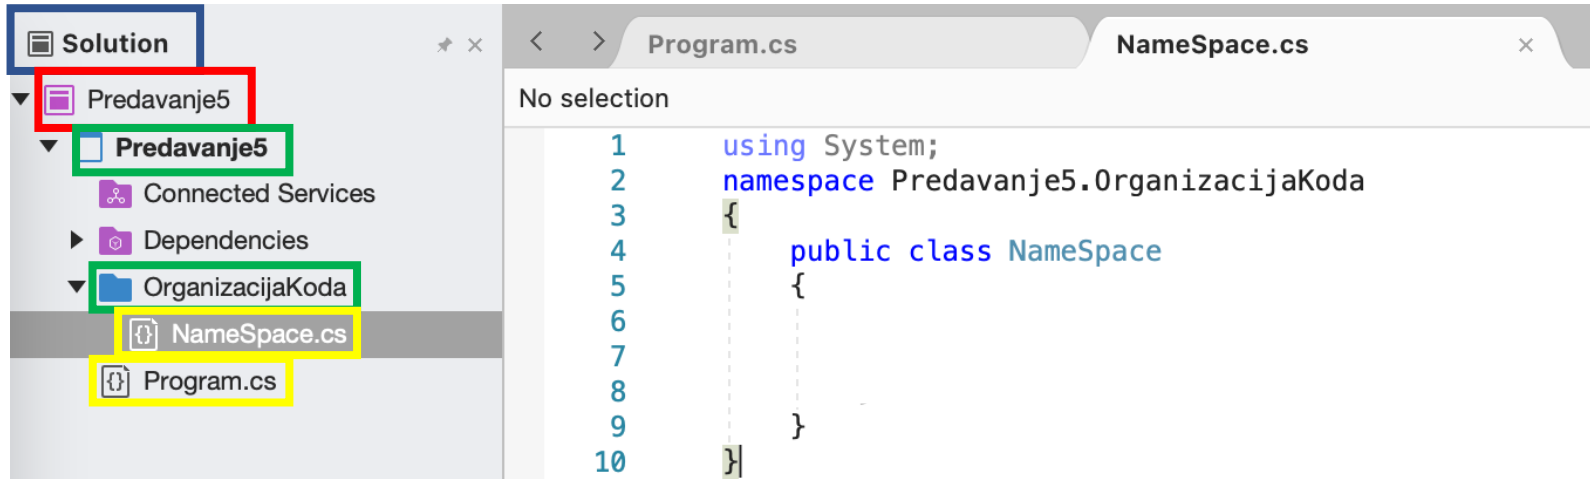 Solution
Predavanje5
Predavanje5
Connected Services
Dependencies
OrganizacijaKoda
{} NameSpace.cs
{} Program.cs
Program.cs
NameSpace.cs
No selection
1 using System;
2 namespace Predavanje5.OrganizacijaKoda
3 {
4 public class NameSpace
5 {
6
7
8
9 }
10 }